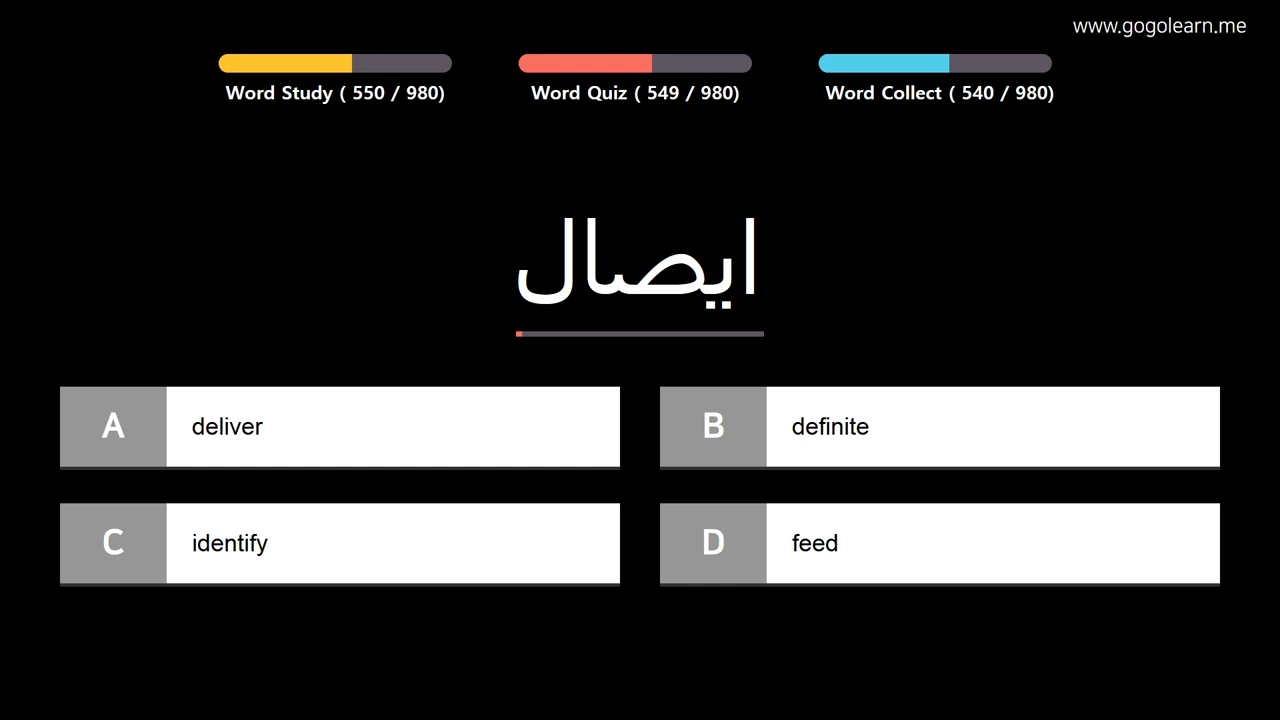 www.gogolearn.me
Word Study ( 550 / 980)
Word Quiz ( 549 / 980)
Word Collect ( 540 / 980)
ايصال
A deliver
B definite
C identify
D feed